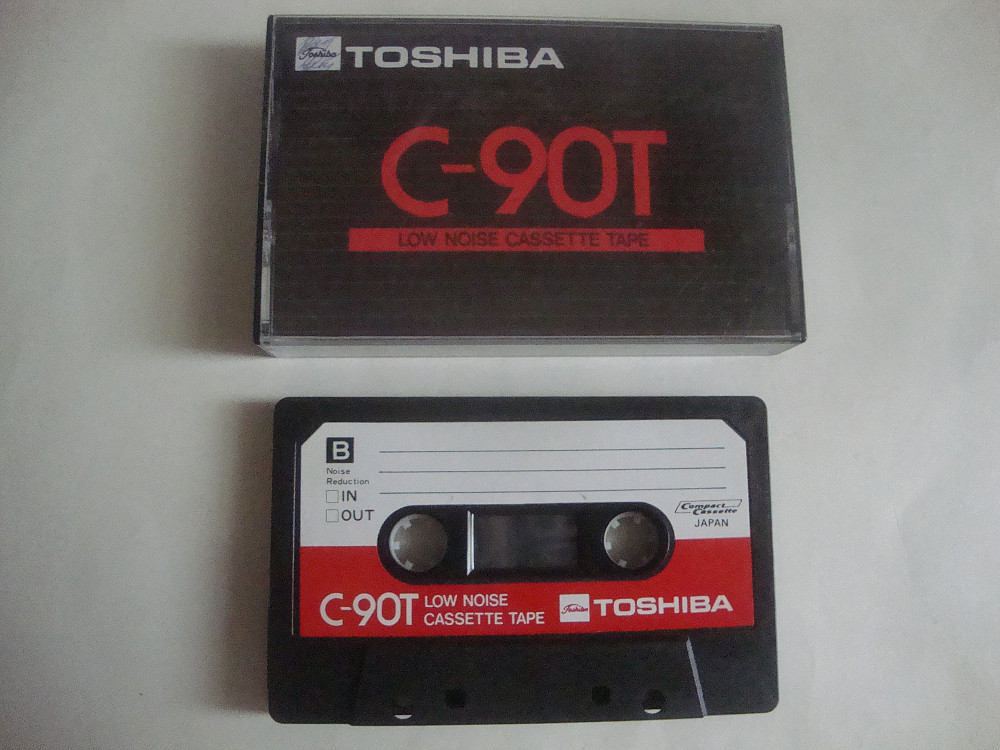 Toshiba TOSHIBA
C-90T
LOW NOISE CASSETTE TAPE
B
Noise
Reduction
IN
OUT
Compact
Cassette
JAPAN
C-90T LOW NOISE
CASSETTE TAPE
Toshiba TOSHIBA